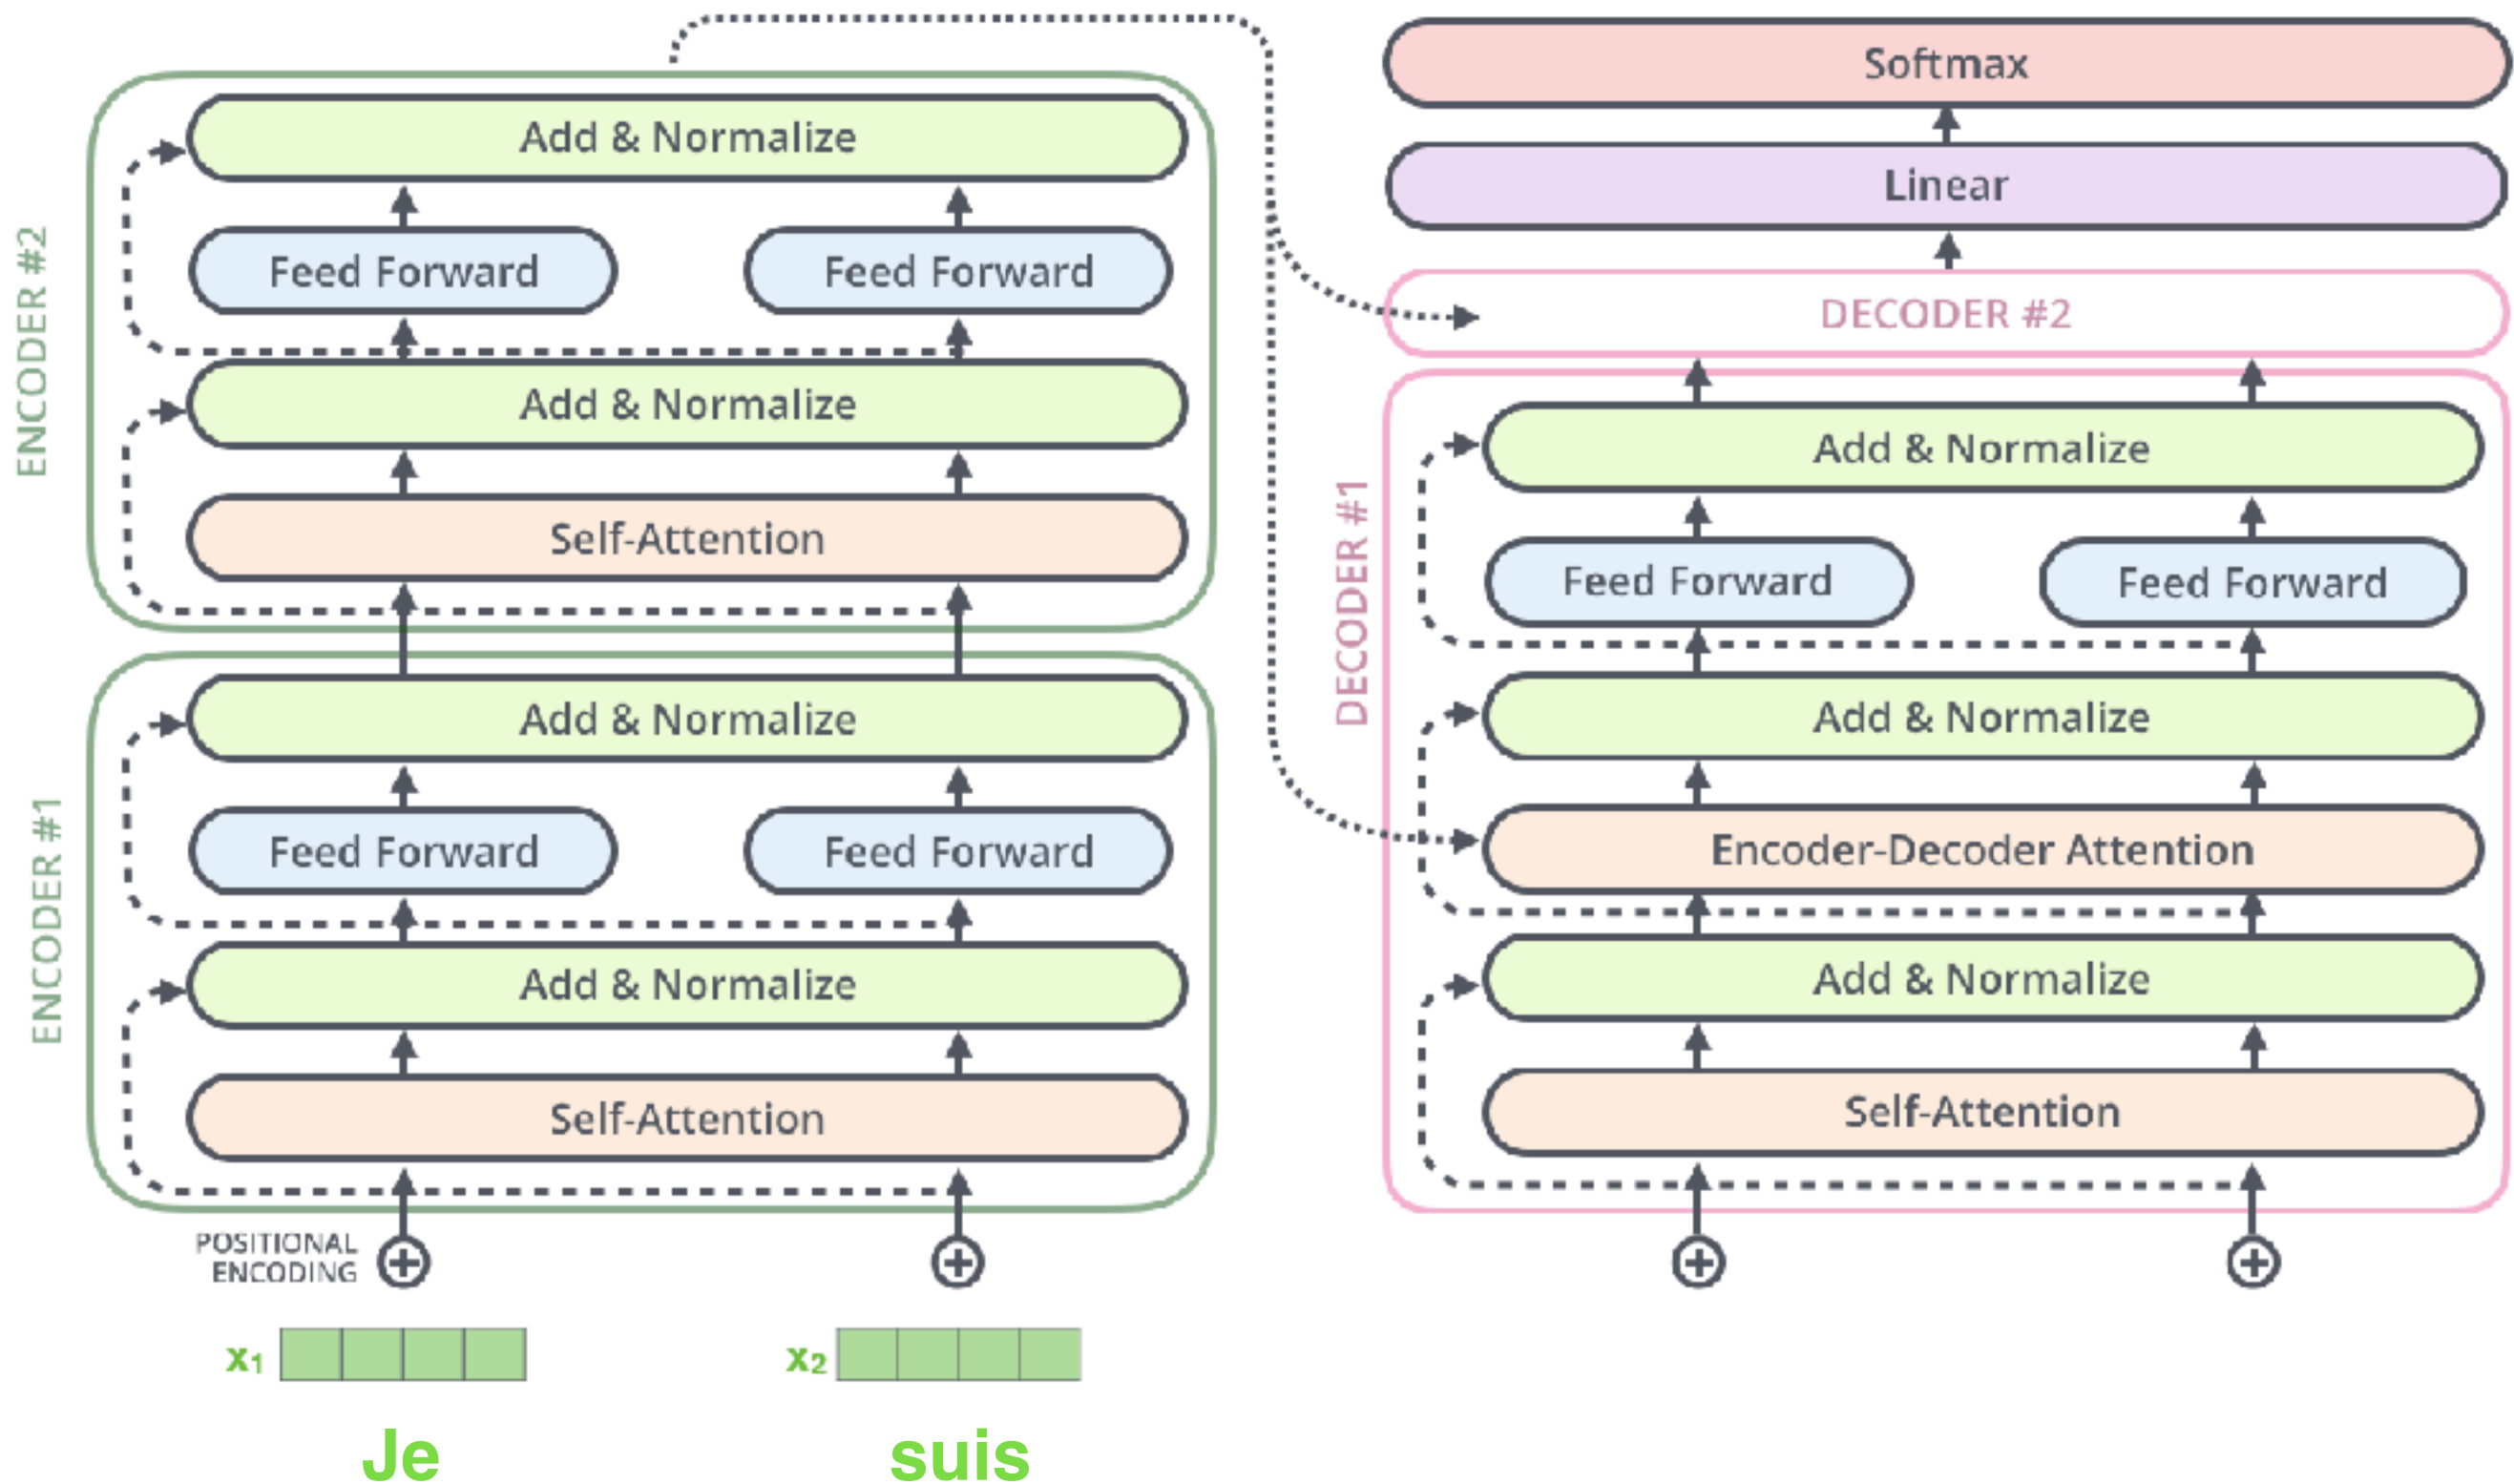 ENCODER #2
Add & Normalize
Feed Forward
Feed Forward
Add & Normalize
Self-Attention
ENCODER #1
Add & Normalize
Feed Forward
Feed Forward
Add & Normalize
Self-Attention
POSITIONAL
ENCODING
x1
x2
Je
suis
Softmax
Linear
DECODER #2
DECODER #1
Add & Normalize
Feed Forward
Feed Forward
Add & Normalize
Encoder-Decoder Attention
Add & Normalize
Self-Attention